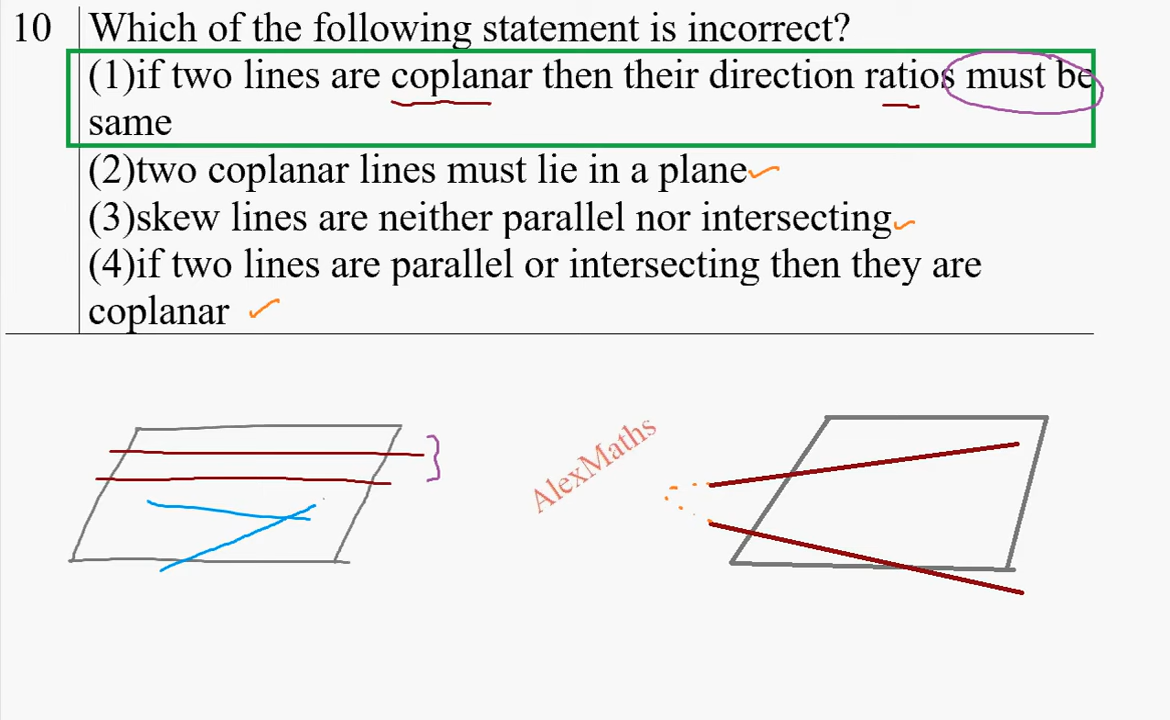 10 Which of the following statement is incorrect?
(1)if two lines are coplanar then their direction ratios must be
same
(2)two coplanar lines must lie in a plane
(3)skew lines are neither parallel nor intersecting
(4)if two lines are parallel or intersecting then they are
coplanar
AlexMaths